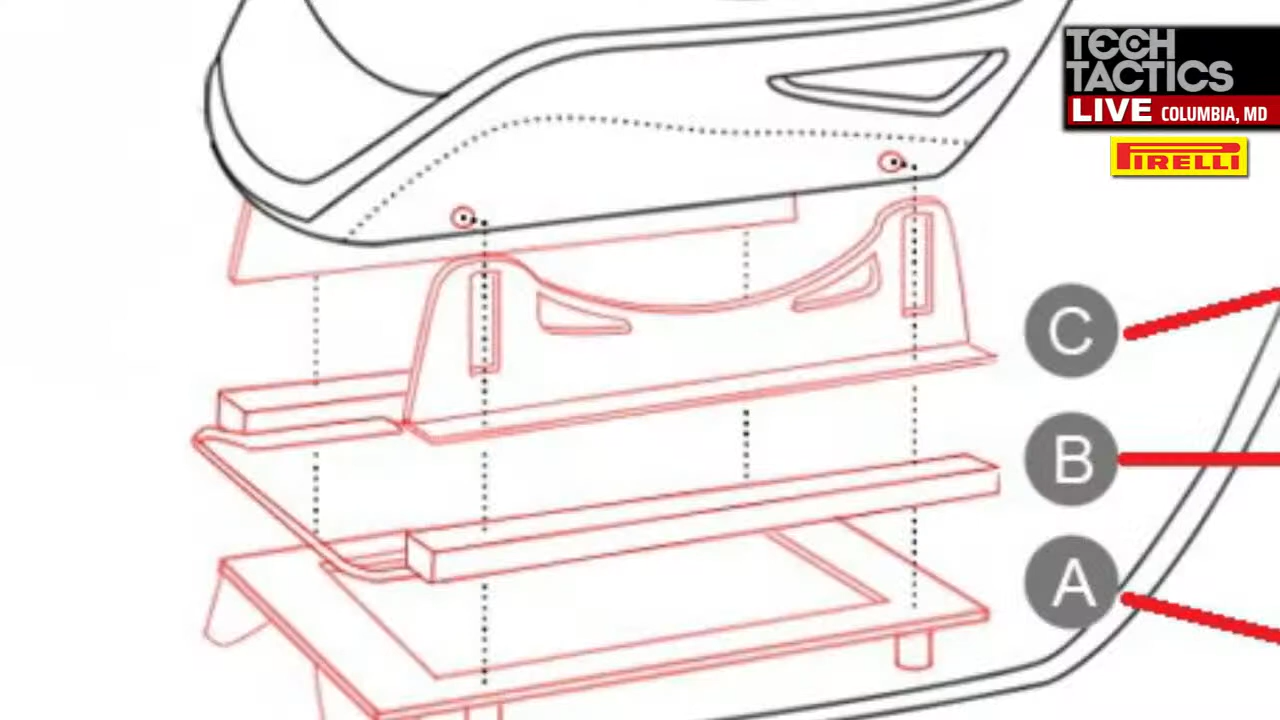 TECH
TACTICS
LIVE COLUMBIA, MD
PIRELLI
C
B
A